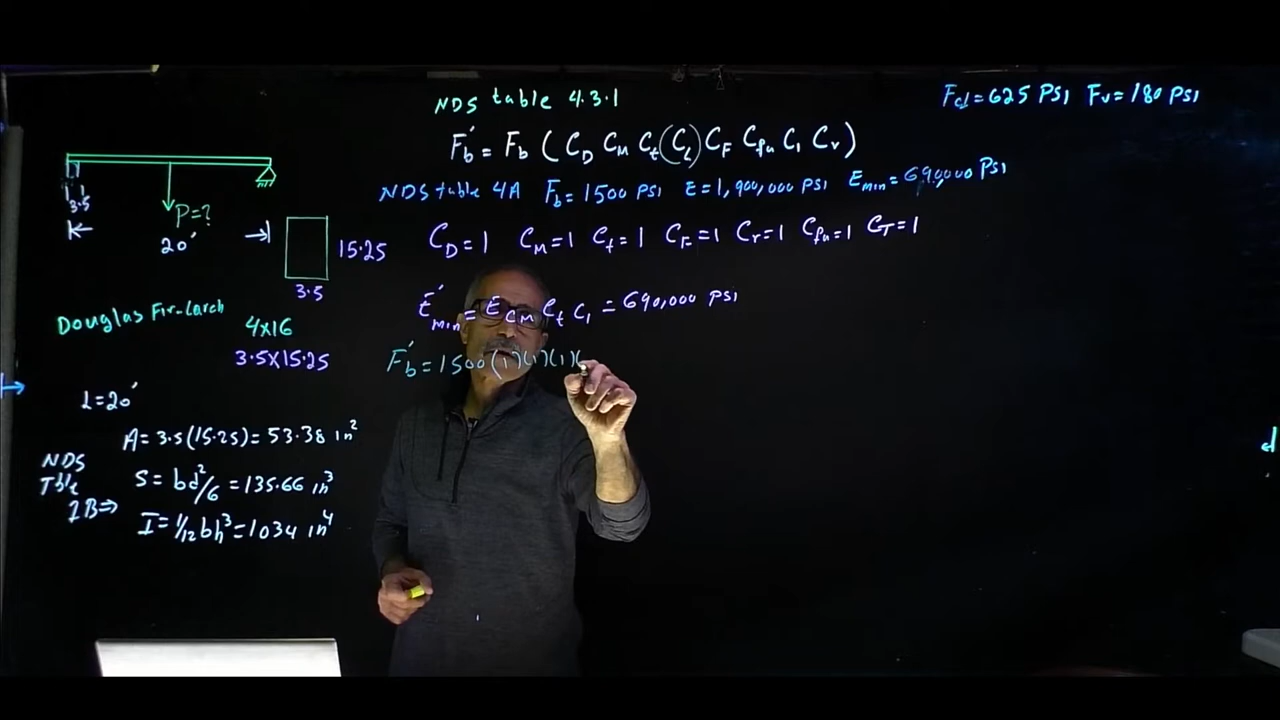 NDS table 4.3.1
F'b = Fb ( CD CM Ct (CL) CF Cfu Ci Cr )
Fc⊥ = 625 PSI Fv = 180 PSI
NDS table 4A Fb = 1500 PSI E = 1,900,000 PSI Emin = 690,000 PSI
CD = 1 CM = 1 Ct = 1 CF = 1 Cr = 1 Cfu = 1 CT = 1
E'min = E CM Ct Ci = 690,000 PSI
F'b = 1500 (1)(1)(1)(
3.5
P=?
20'
15.25
3.5
Douglas Fir-Larch
4x16
3.5x15.25
L=20'
A = 3.5(15.25) = 53.38 in²
NDS
Tble
1B⇒
S = bd²/6 = 135.66 in³
I = 1/12 bh³ = 1034 in⁴
d